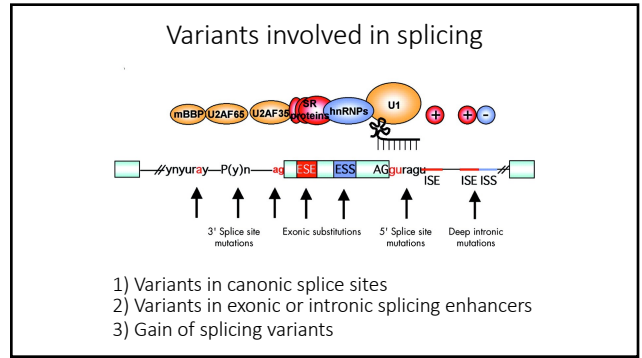 Variants involved in splicing
mBBP U2AF65 U2AF35 SR proteins hnRNPs U1 + + -
ynyuray P(y)n ag ESE ESS AGguragu
ISE ISE ISS
3' Splice site mutations
Exonic substitutions
5' Splice site mutations
Deep intronic mutations
1) Variants in canonic splice sites
2) Variants in exonic or intronic splicing enhancers
3) Gain of splicing variants